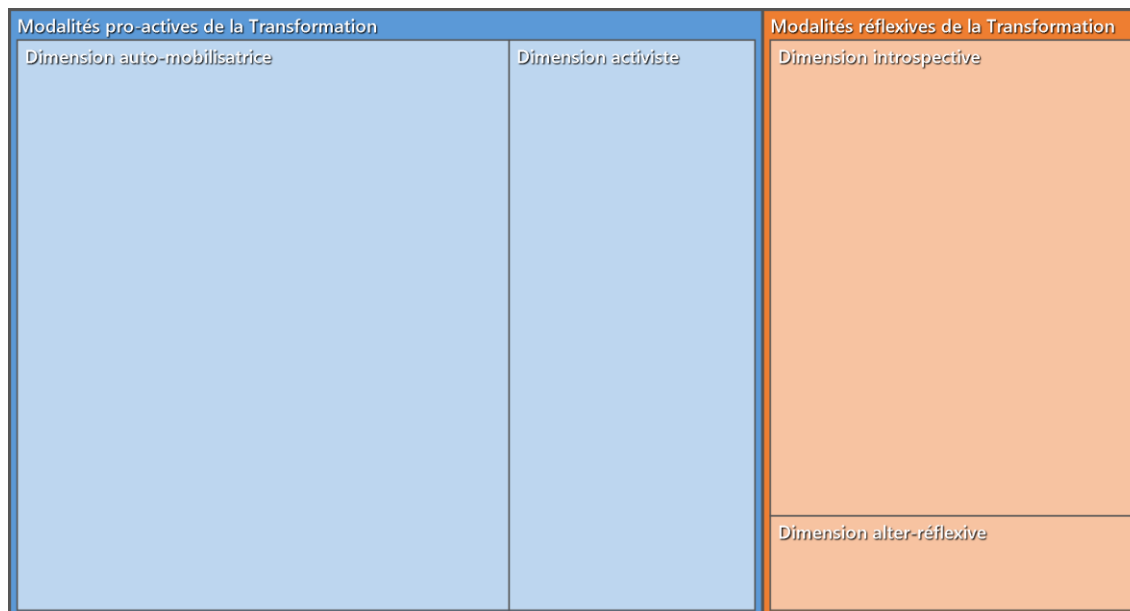 Modalités pro-actives de la Transformation
Modalités réflexives de la Transformation
Dimension auto-mobilisatrice
Dimension activiste
Dimension introspective
Dimension alter-réflexive